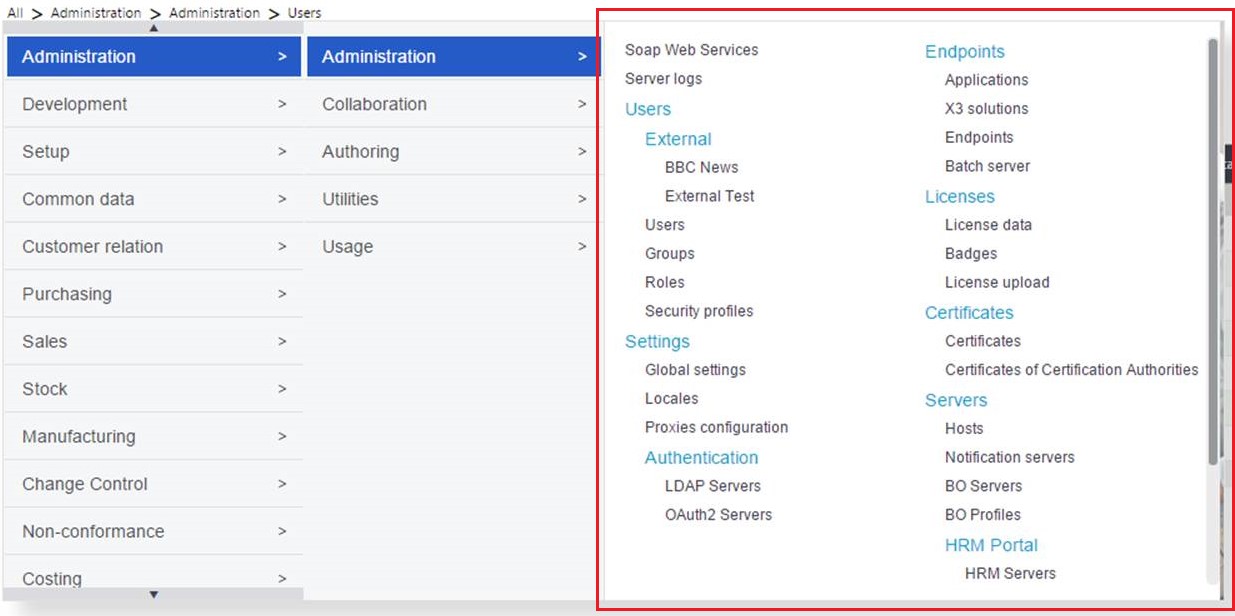 All > Administration > Administration > Users
Administration >
Development >
Setup >
Common data >
Customer relation >
Purchasing >
Sales >
Stock >
Manufacturing >
Change Control >
Non-conformance >
Costing >
Administration >
Collaboration >
Authoring >
Utilities >
Usage >
Soap Web Services
Server logs
Users
External
BBC News
External Test
Users
Groups
Roles
Security profiles
Settings
Global settings
Locales
Proxies configuration
Authentication
LDAP Servers
OAuth2 Servers
Endpoints
Applications
X3 solutions
Endpoints
Batch server
Licenses
License data
Badges
License upload
Certificates
Certificates
Certificates of Certification Authorities
Servers
Hosts
Notification servers
BO Servers
BO Profiles
HRM Portal
HRM Servers